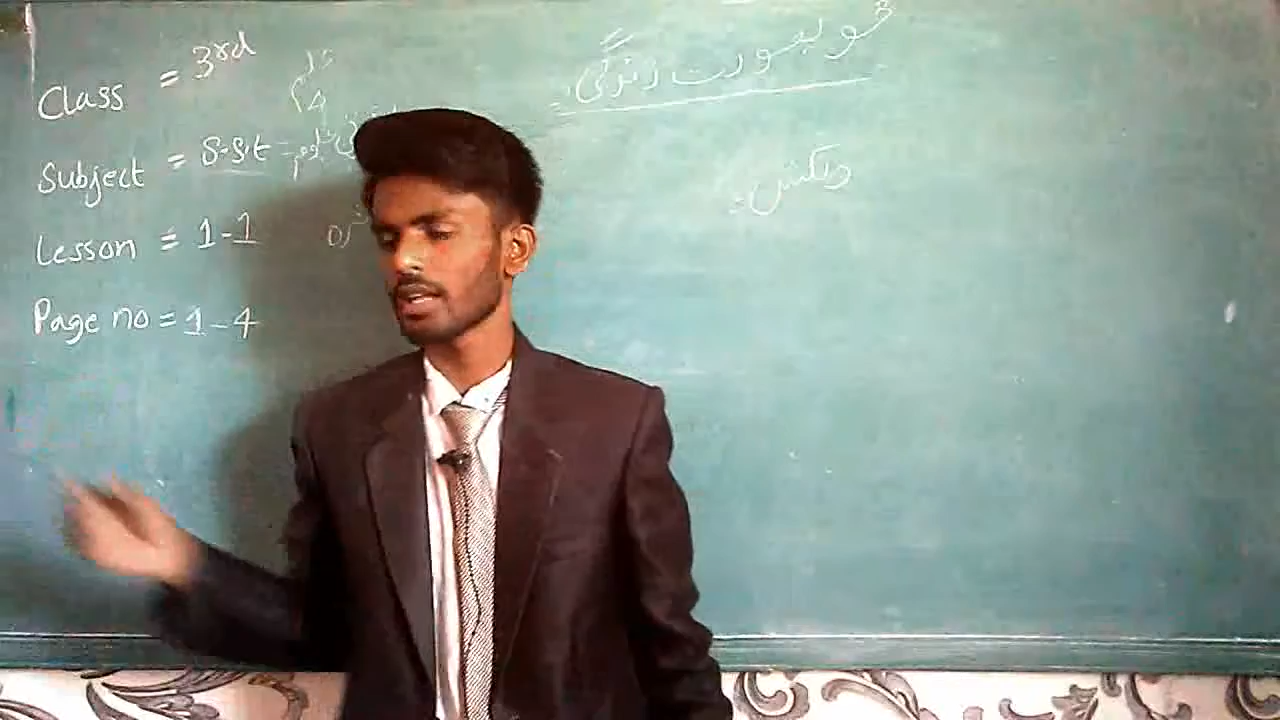 Class = 3rd
Subject = S.St =
Lesson = 1-1
Page no = 1-4
خوبصورت زندگی:
دلکش: